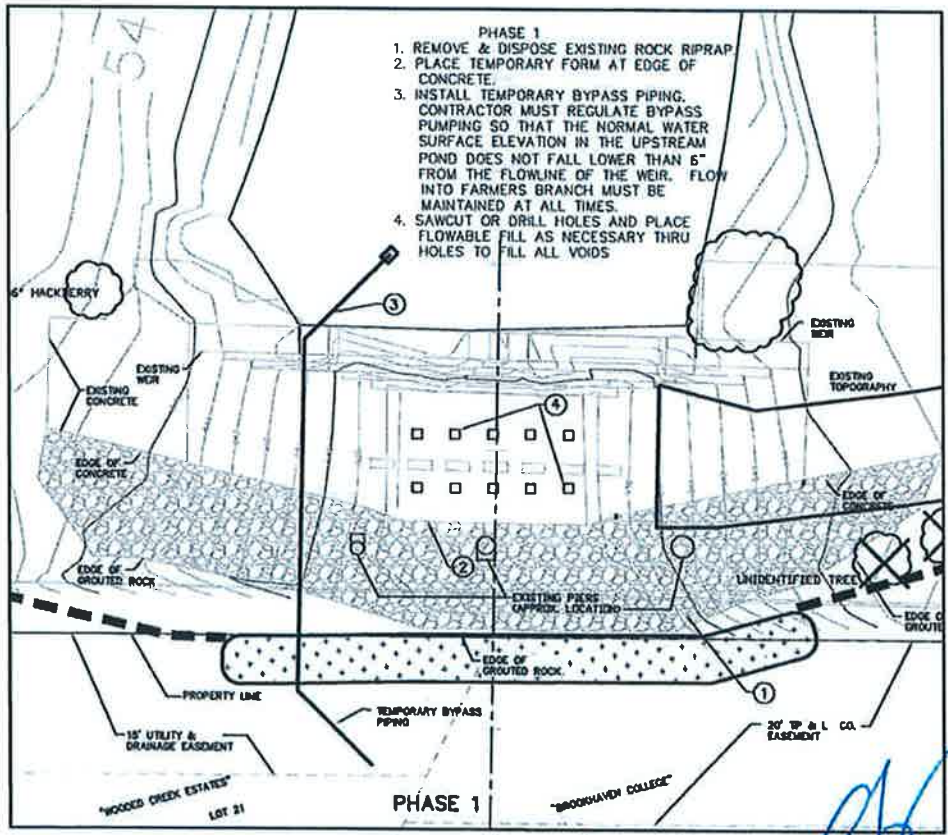 54
PHASE 1
1. REMOVE & DISPOSE EXISTING ROCK RIPRAP
2. PLACE TEMPORARY FORM AT EDGE OF
CONCRETE.
3. INSTALL TEMPORARY BYPASS PIPING.
CONTRACTOR MUST REGULATE BYPASS
PUMPING SO THAT THE NORMAL WATER
SURFACE ELEVATION IN THE UPSTREAM
POND DOES NOT FALL LOWER THAN 6"
FROM THE FLOWLINE OF THE WEIR. FLOW
INTO FARMERS BRANCH MUST BE
MAINTAINED AT ALL TIMES.
4. SAWCUT OR DRILL HOLES AND PLACE
FLOWABLE FILL AS NECESSARY THRU
HOLES TO FILL ALL VOIDS
6" HACKBERRY
3
EXISTING
WEIR
EXISTING
WEIR
EXISTING
CONCRETE
EXISTING
TOPOGRAPHY
4
EDGE OF
CONCRETE
EDGE OF
CONCRETE
2
EDGE OF
GROUTED ROCK
UNIDENTIFIED TREE
EXISTING PIERS
(APPROX. LOCATION)
EDGE O
GROUTE
EDGE OF
GROUTED ROCK
1
PROPERTY LINE
TEMPORARY BYPASS
PIPING
15' UTILITY &
DRAINAGE EASEMENT
20' TP & L CO.
EASEMENT
"WOODED CREEK ESTATES"
LOT 21
PHASE 1
"BROOKHAVEN COLLEGE"